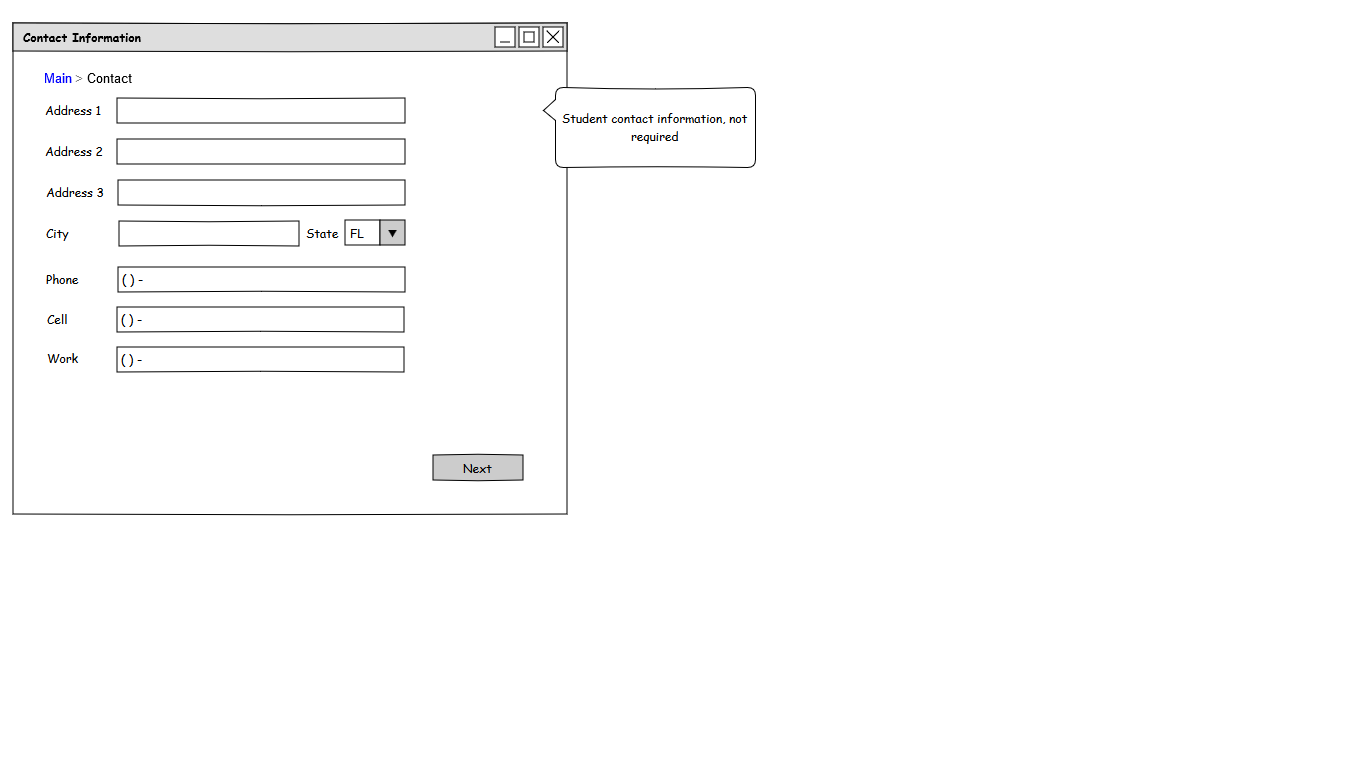 Contact Information
Main > Contact
Address 1
Student contact information, not
required
Address 2
Address 3
City State FL
Phone ( ) -
Cell ( ) -
Work ( ) -
Next